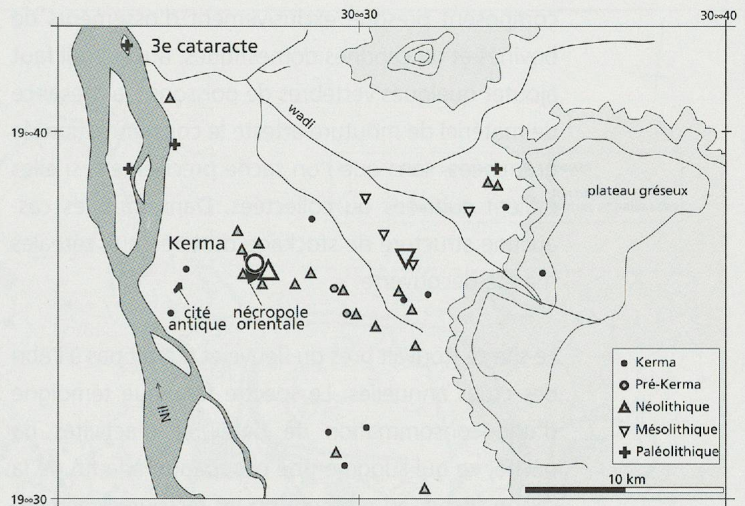 30∞30
30∞40
3e cataracte
wadi
19∞40
plateau gréseux
Kerma
cité
antique
nécropole
orientale
Nil
Kerma
Pré-Kerma
Néolithique
Mésolithique
Paléolithique
10 km
19∞30